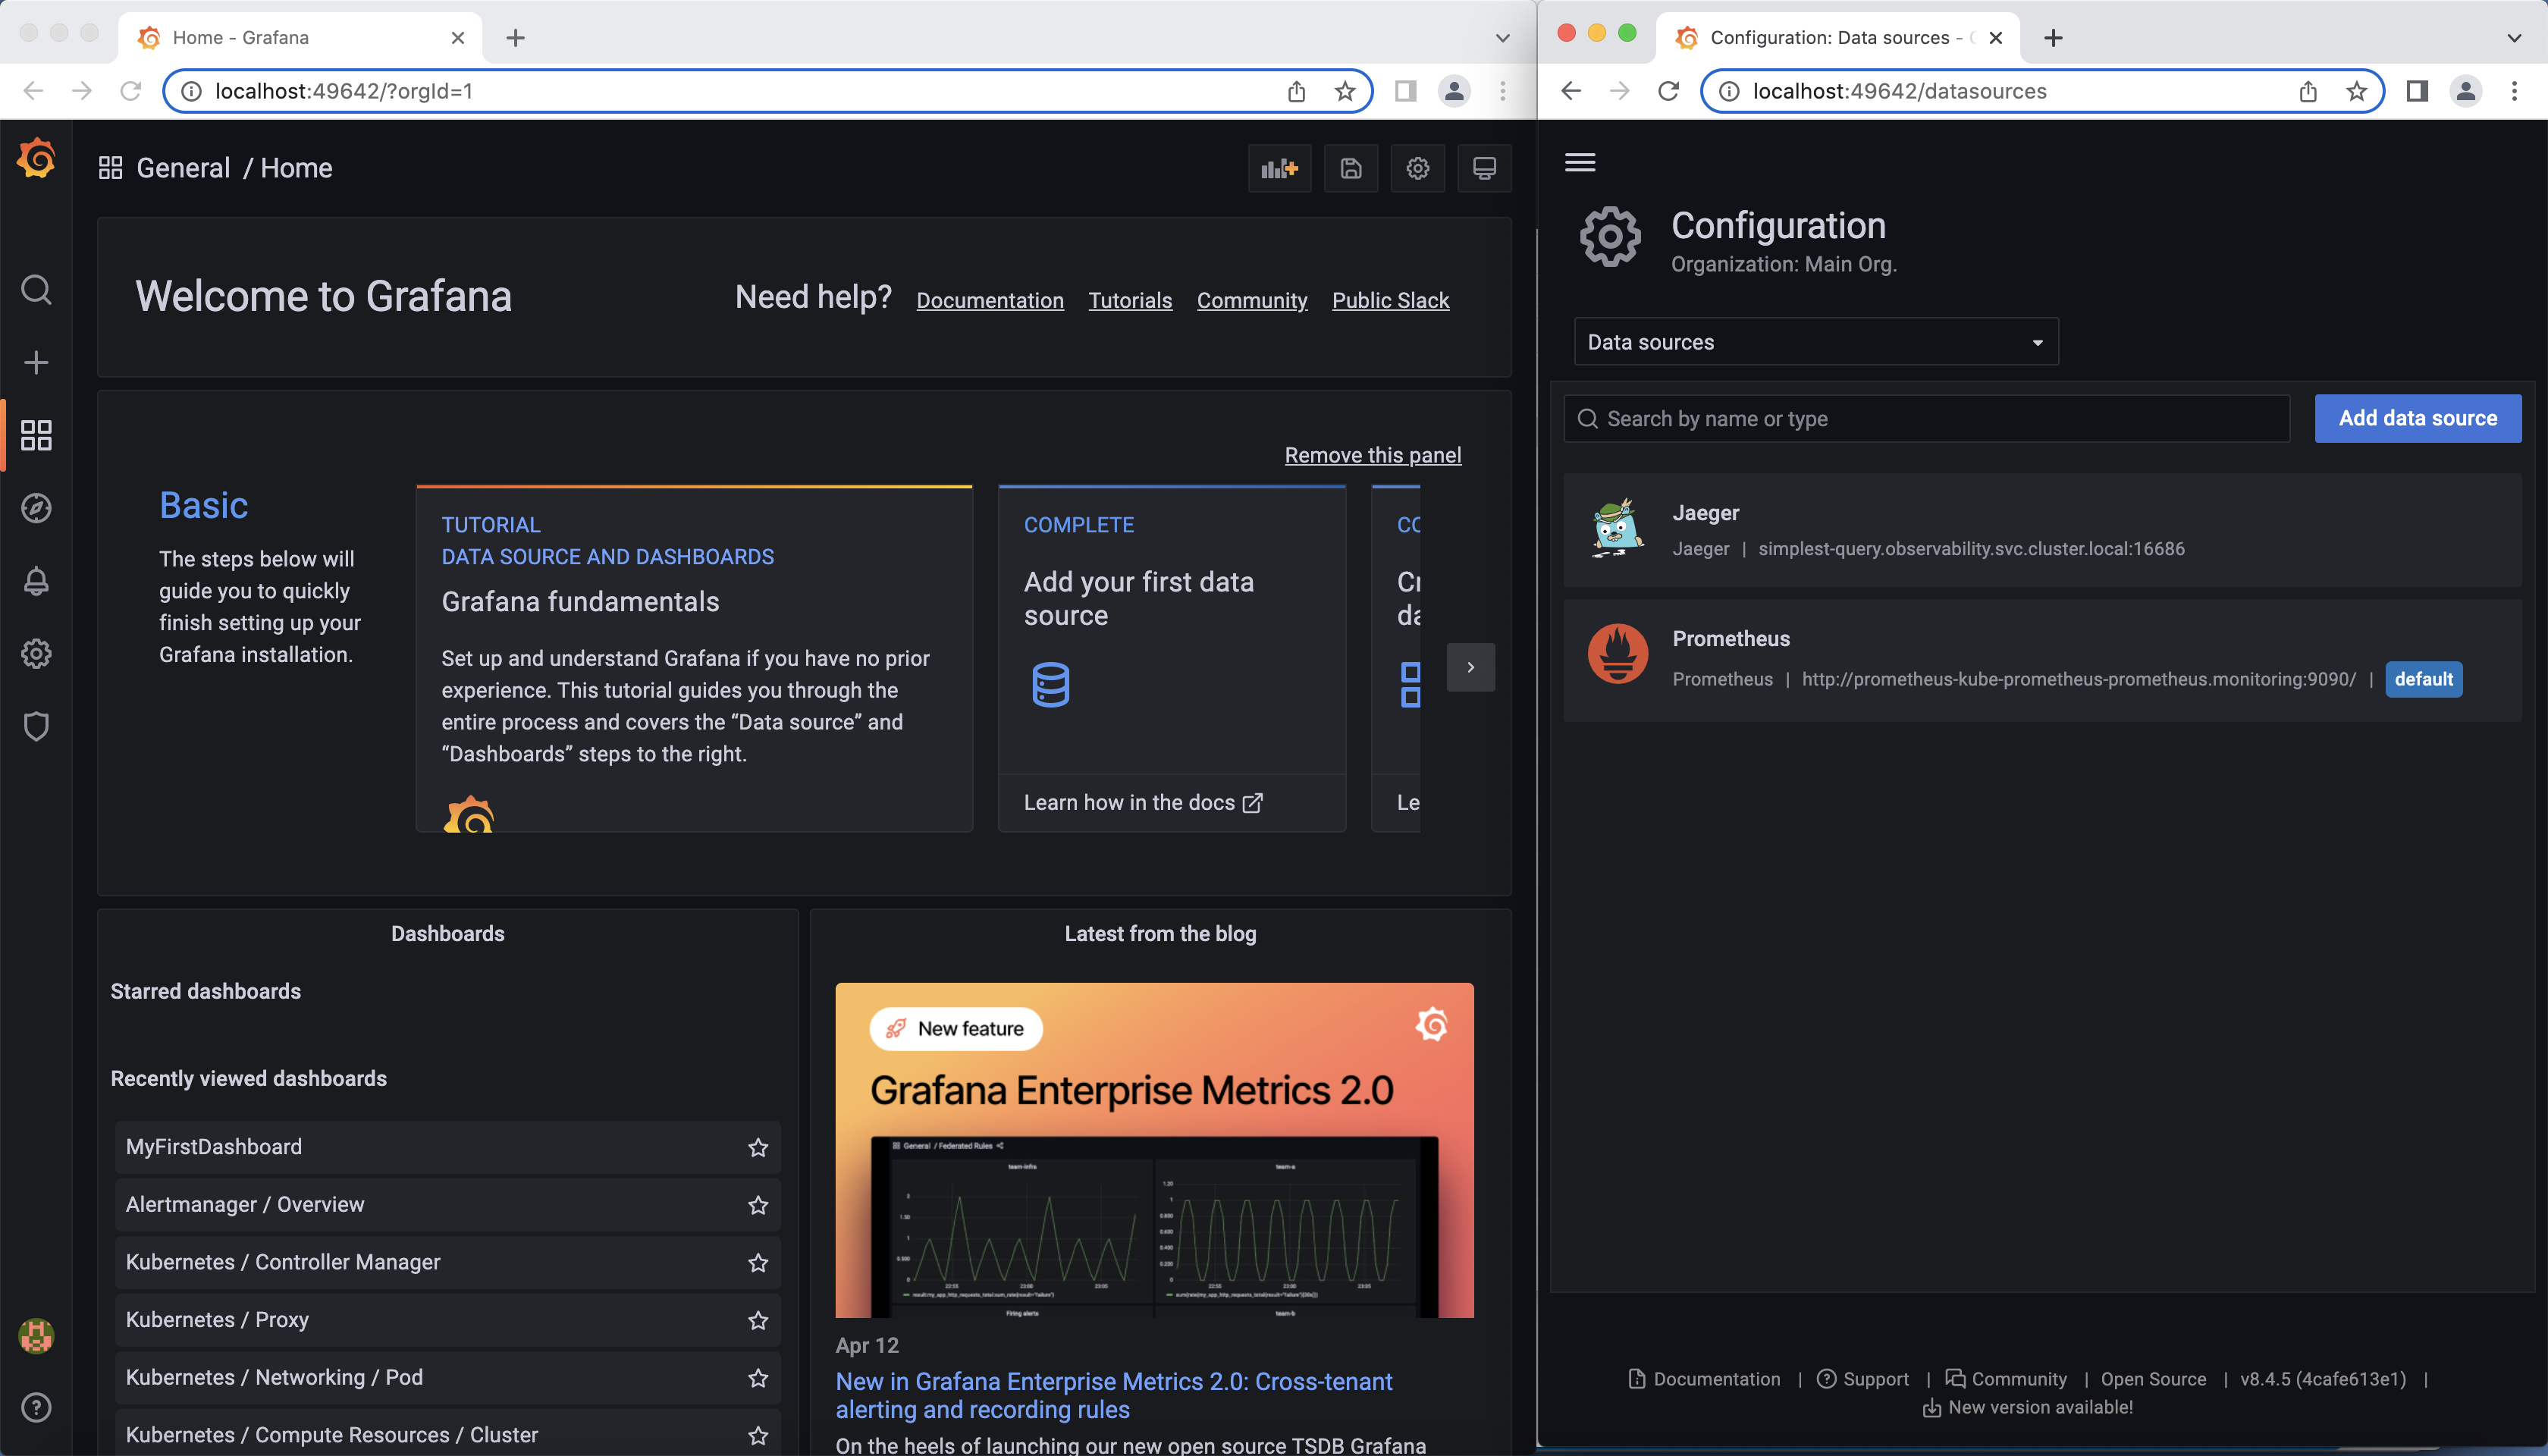 Home - Grafana
localhost:49642/?orgId=1
General / Home
Welcome to Grafana
Need help? Documentation Tutorials Community Public Slack
Remove this panel
Basic
The steps below will
guide you to quickly
finish setting up your
Grafana installation.
TUTORIAL
DATA SOURCE AND DASHBOARDS
Grafana fundamentals
Set up and understand Grafana if you have no prior
experience. This tutorial guides you through the
entire process and covers the “Data source” and
“Dashboards” steps to the right.
COMPLETE
Add your first data
source
Learn how in the docs
Le
Dashboards
Starred dashboards
Recently viewed dashboards
MyFirstDashboard
Alertmanager / Overview
Kubernetes / Controller Manager
Kubernetes / Proxy
Kubernetes / Networking / Pod
Kubernetes / Compute Resources / Cluster
Latest from the blog
New feature
Grafana Enterprise Metrics 2.0
General / Federated Rules
team-infra
team-a
Firing alerts
team-b
Apr 12
New in Grafana Enterprise Metrics 2.0: Cross-tenant
alerting and recording rules
On the heels of launching our new open source TSDB Grafana
Configuration: Data sources -
localhost:49642/datasources
Configuration
Organization: Main Org.
Data sources
Search by name or type
Add data source
Jaeger
Jaeger | simplest-query.observability.svc.cluster.local:16686
Prometheus
Prometheus | http://prometheus-kube-prometheus-prometheus.monitoring:9090/ | default
Documentation | Support | Community | Open Source | v8.4.5 (4cafe613e1) |
New version available!